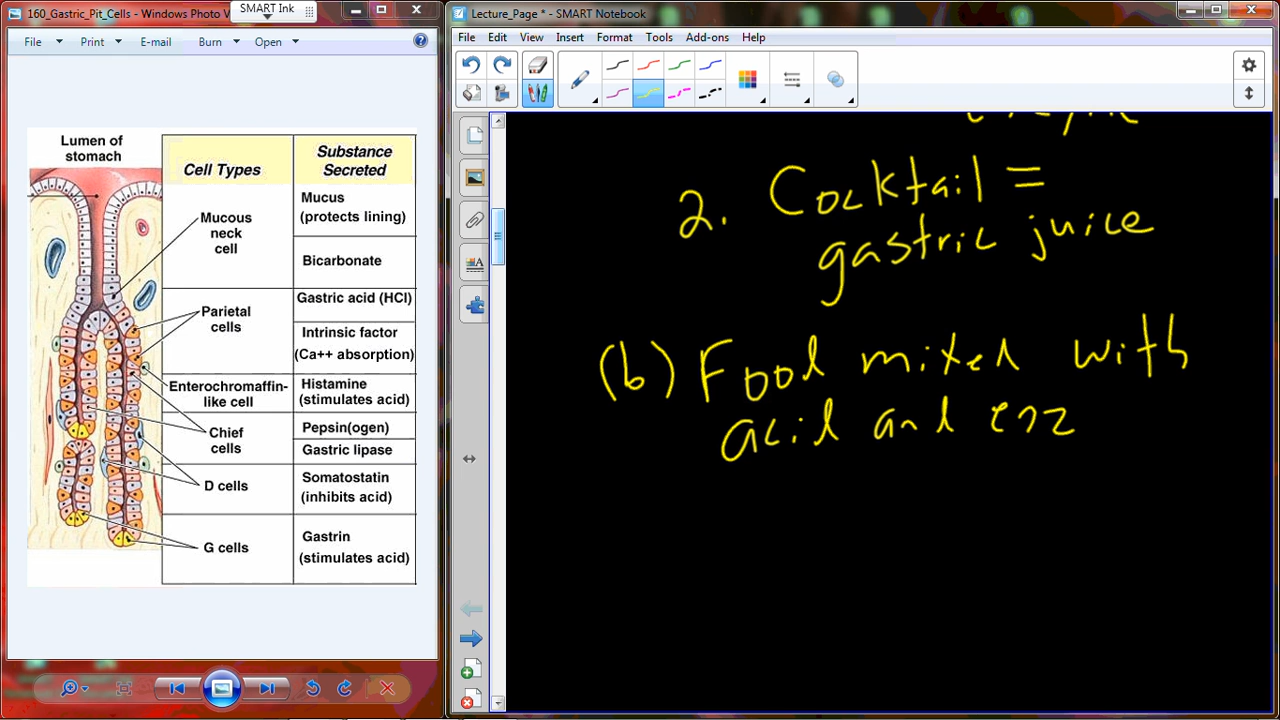 160_Gastric_Pit_Cells - Windows Photo V
SMART Ink
File Print E-mail Burn Open
Lumen of
stomach
Cell Types
Substance
Secreted
Mucous
neck
cell
Mucus
(protects lining)
Bicarbonate
Parietal
cells
Gastric acid (HCl)
Intrinsic factor
(Ca++ absorption)
Enterochromaffin-
like cell
Histamine
(stimulates acid)
Chief
cells
Pepsin(ogen)
Gastric lipase
D cells
Somatostatin
(inhibits acid)
G cells
Gastrin
(stimulates acid)
Lecture_Page * - SMART Notebook
File Edit View Insert Format Tools Add-ons Help
2. Cocktail =
gastric juice
(b) Food mixed with
acid and enz